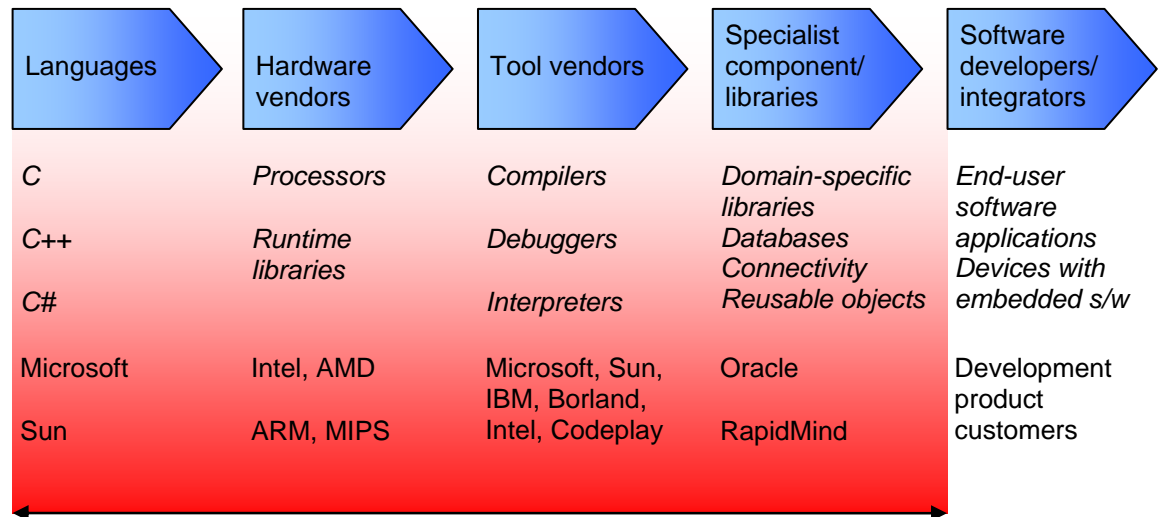 Languages
Hardware
vendors
Tool vendors
Specialist
component/
libraries
Software
developers/
integrators
C
C++
C#
Processors
Runtime
libraries
Compilers
Debuggers
Interpreters
Domain-specific
libraries
Databases
Connectivity
Reusable objects
End-user
software
applications
Devices with
embedded s/w
Microsoft
Sun
Intel, AMD
ARM, MIPS
Microsoft, Sun,
IBM, Borland,
Intel, Codeplay
Oracle
RapidMind
Development
product
customers